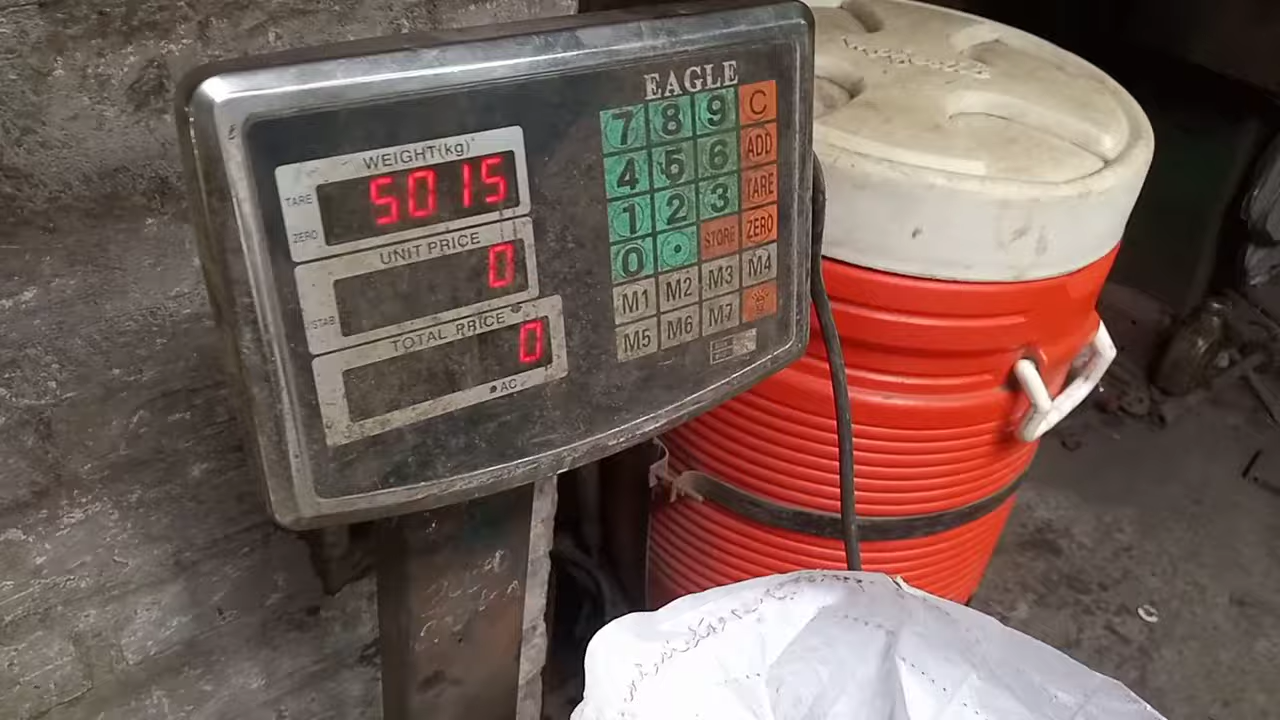 EAGLE
WEIGHT(kg)
TARE
5015
ZERO
UNIT PRICE
0
STAB
TOTAL PRICE
0
AC
7 8 9 C
4 5 6 ADD
1 2 3 TARE
0 . STORE ZERO
M1 M2 M3 M4
M5 M6 M7